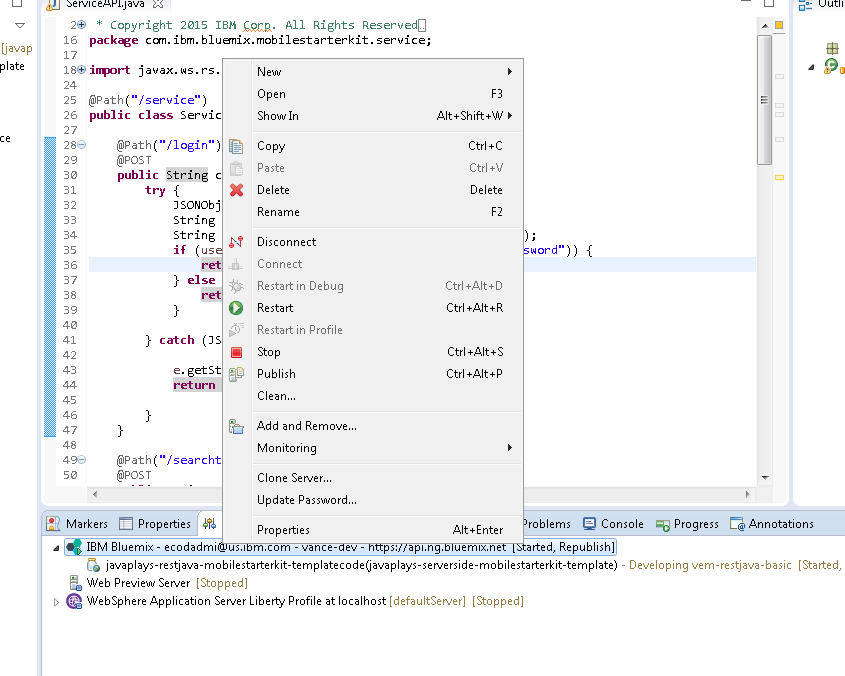 ServiceAPI.java
Outli
2 * Copyright 2015 IBM Corp. All Rights Reserved
16 package com.ibm.bluemix.mobilestarterkit.service;
17
18 import javax.ws.rs.
24
25 @Path("/service")
26 public class Servic
27
28 @Path("/login")
29 @POST
30 public String c
31 try {
32 JSONObj
33 String
34 String );
35 if (use sword")) {
36 ret
37 } else
38 ret
39 }
40
41 } catch (JS
42
43 e.getSt
44 return
45
46 }
47 }
48
49 @Path("/searcht
50 @POST
[javap
plate
ce
New
Open F3
Show In Alt+Shift+W
Copy Ctrl+C
Paste Ctrl+V
Delete Delete
Rename F2
Disconnect
Connect
Restart in Debug Ctrl+Alt+D
Restart Ctrl+Alt+R
Restart in Profile
Stop Ctrl+Alt+S
Publish Ctrl+Alt+P
Clean...
Add and Remove...
Monitoring
Clone Server...
Update Password...
Properties Alt+Enter
Markers Properties Problems Console Progress Annotations
IBM Bluemix - ecodadmi@us.ibm.com - vance-dev - https://api.ng.bluemix.net [Started, Republish]
javaplays-restjava-mobilestarterkit-templatecode(javaplays-serverside-mobilestarterkit-template) - Developing vem-restjava-basic [Started,
Web Preview Server [Stopped]
WebSphere Application Server Liberty Profile at localhost [defaultServer] [Stopped]